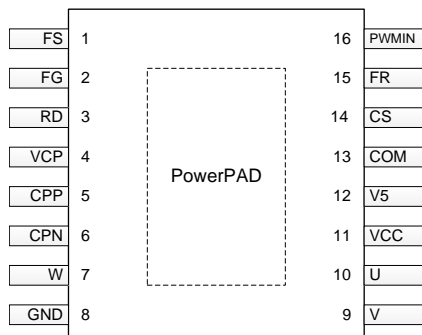 FS 1 16 PWMIN
FG 2 15 FR
RD 3 14 CS
VCP 4 13 COM
PowerPAD
CPP 5 12 V5
CPN 6 11 VCC
W 7 10 U
GND 8 9 V